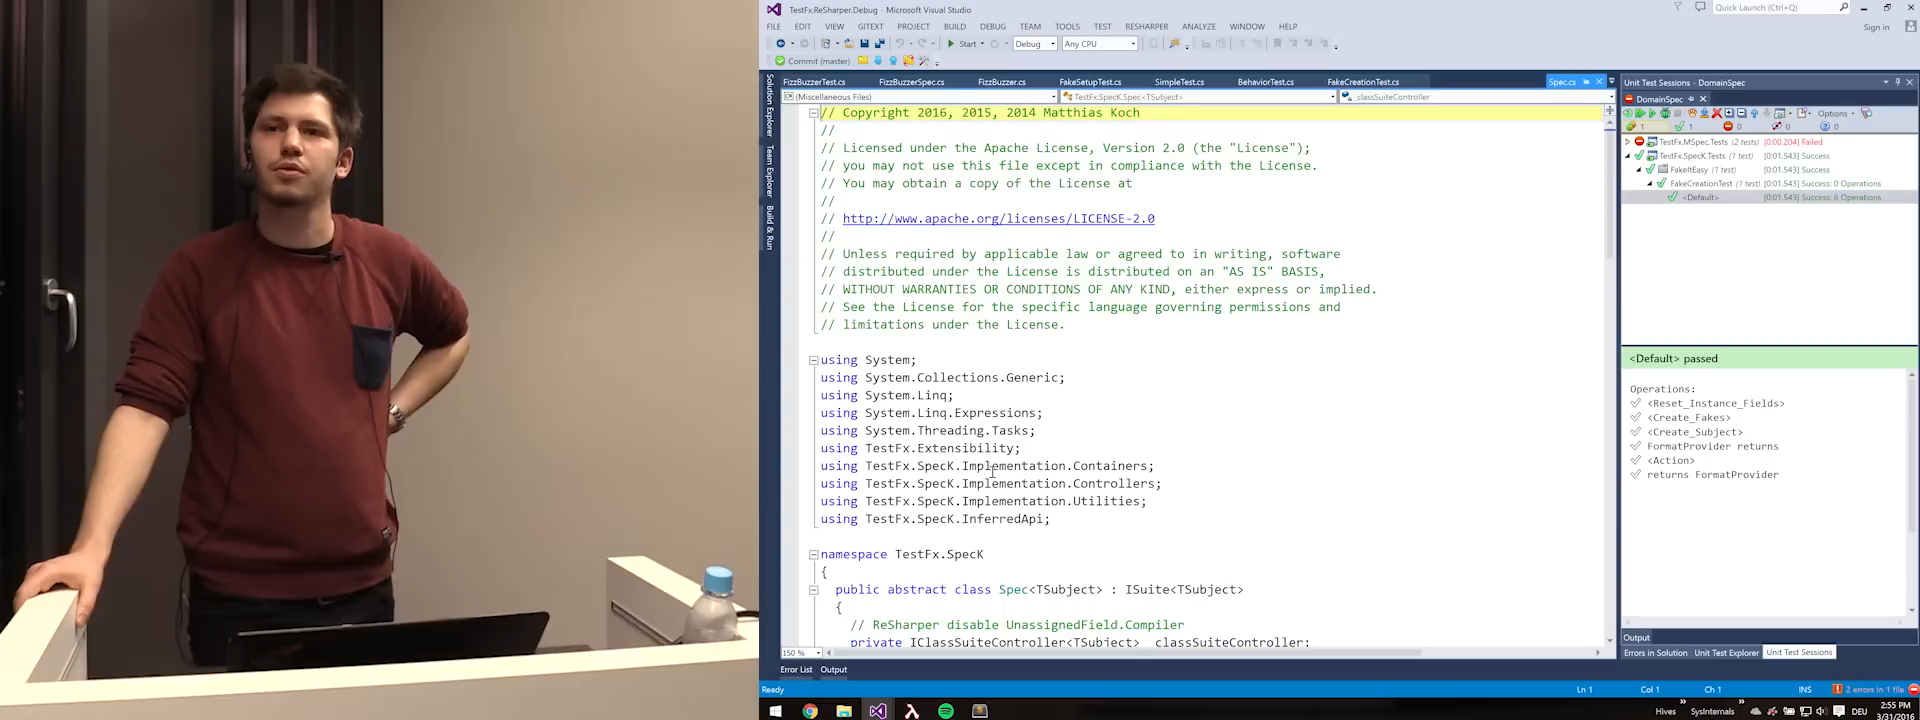 TestFx.ReSharper.Debug - Microsoft Visual Studio
Quick Launch (Ctrl+Q)
FILE EDIT VIEW GITEXT PROJECT BUILD DEBUG TEAM TOOLS TEST RESHARPER ANALYZE WINDOW HELP
Sign in
Start Debug Any CPU
Commit (master)
Solution Explorer
Team Explorer
Build & Run
FizzBuzzerTest.cs FizzBuzzerSpec.cs FizzBuzzer.cs FakeSetupTest.cs SimpleTest.cs BehaviorTest.cs FakeCreationTest.cs Spec.cs
(Miscellaneous Files) TestFx.SpecK.Spec<TSubject> _classSuiteController
// Copyright 2016, 2015, 2014 Matthias Koch
//
// Licensed under the Apache License, Version 2.0 (the "License");
// you may not use this file except in compliance with the License.
// You may obtain a copy of the License at
//
// http://www.apache.org/licenses/LICENSE-2.0
//
// Unless required by applicable law or agreed to in writing, software
// distributed under the License is distributed on an "AS IS" BASIS,
// WITHOUT WARRANTIES OR CONDITIONS OF ANY KIND, either express or implied.
// See the License for the specific language governing permissions and
// limitations under the License.
using System;
using System.Collections.Generic;
using System.Linq;
using System.Linq.Expressions;
using System.Threading.Tasks;
using TestFx.Extensibility;
using TestFx.SpecK.Implementation.Containers;
using TestFx.SpecK.Implementation.Controllers;
using TestFx.SpecK.Implementation.Utilities;
using TestFx.SpecK.InferredApi;
namespace TestFx.SpecK
{
public abstract class Spec<TSubject> : ISuite<TSubject>
{
// ReSharper disable UnassignedField.Compiler
private IClassSuiteController<TSubject> _classSuiteController;
150 %
Error List Output
Unit Test Sessions - DomainSpec
DomainSpec
Options
1 1 0 0 0
TestFx.MSpec.Tests (2 tests) [0:00.204] Failed
TestFx.SpecK.Tests (1 test) [0:01.543] Success
FakeItEasy (1 test) [0:01.543] Success
FakeCreationTest (1 test) [0:01.543] Success: 0 Operations
<Default> [0:01.543] Success: 6 Operations
<Default> passed
Operations:
<Reset_Instance_Fields>
<Create_Fakes>
<Create_Subject>
FormatProvider returns
<Action>
returns FormatProvider
Output
Errors in Solution Unit Test Explorer Unit Test Sessions
Ready Ln 1 Col 1 Ch 1 INS 2 errors in 1 file
Hives SysInternals DEU
2:55 PM
3/31/2016